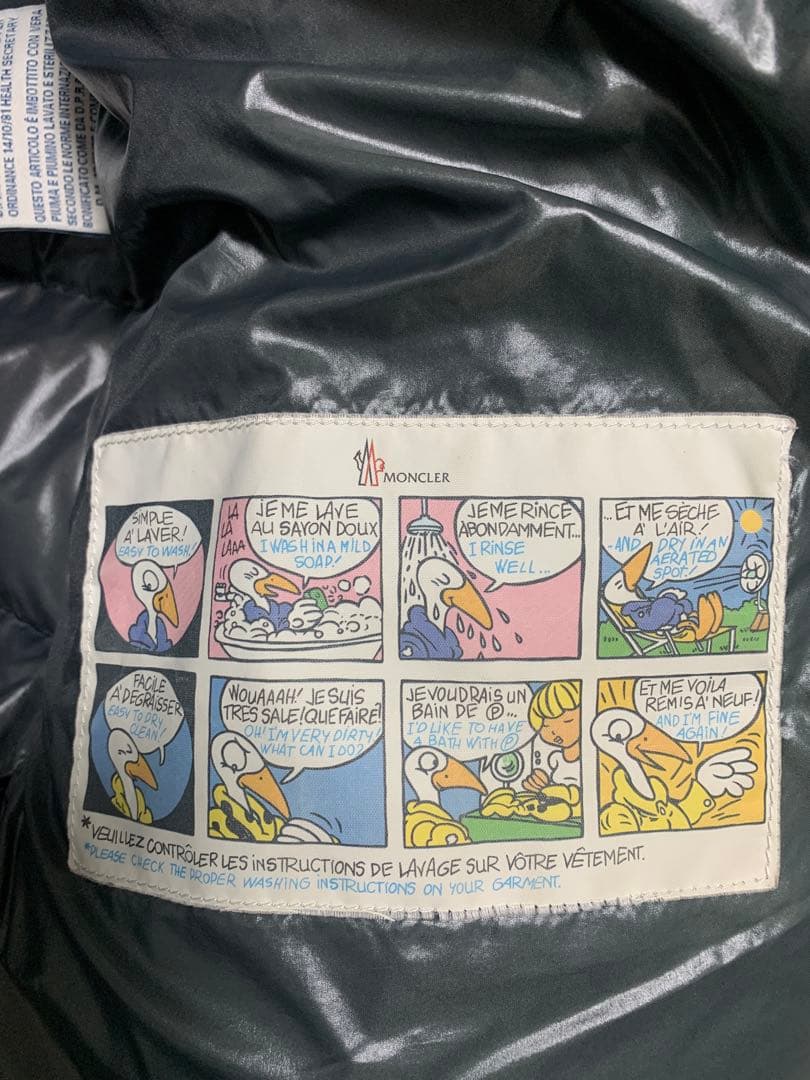 ORDINANCE 14/10/81 HEALTH SECRETARY
QUESTO ARTICOLO È IMBOTTITO CON VERA
PIUMA E PIUMINO LAVATO E STERILIZ
SECONDO LE NORME INTERNAZ
BONIFICATO COME DA D.P.R.
MONCLER
SIMPLE
A' LAVER!
EASY TO WASH!
LA
LA
LAAA
JE ME LAVE
AU SAVON DOUX
I WASH IN A MILD
SOAP!
JE ME RINCE
ABONDAMMENT...
I RINSE
WELL...
...ET ME SÈCHE
A' L'AIR!
-AND DRY IN AN
AERATED
SPOT!
FACILE
A' DEGRAISSER
EASY TO DRY
CLEAN!
WOUAAAH! JE SUIS
TRES SALE! QUE FAIRE?
OH! I'M VERY DIRTY!
WHAT CAN I DO?
JE VOUDRAIS UN
BAIN DE Ⓟ...
I'D LIKE TO HAVE
A BATH WITH Ⓟ
ET ME VOILA
REMIS A' NEUF!
AND I'M FINE
AGAIN!
*VEUILLEZ CONTRÔLER LES INSTRUCTIONS DE LAVAGE SUR VÔTRE VÊTEMENT.
*PLEASE CHECK THE PROPER WASHING INSTRUCTIONS ON YOUR GARMENT.